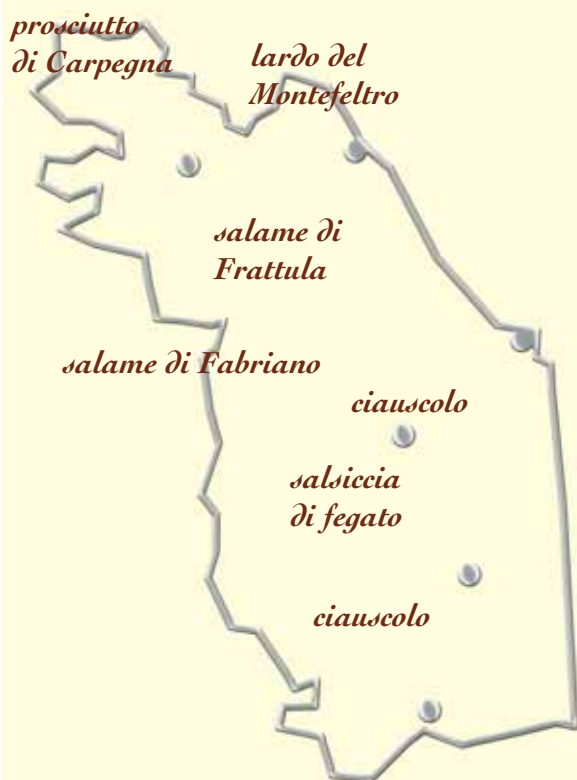 prosciutto
di Carpegna
lardo del
Montefeltro
salame di
Frattula
salame di Fabriano
ciauscolo
salsiccia
di fegato
ciauscolo